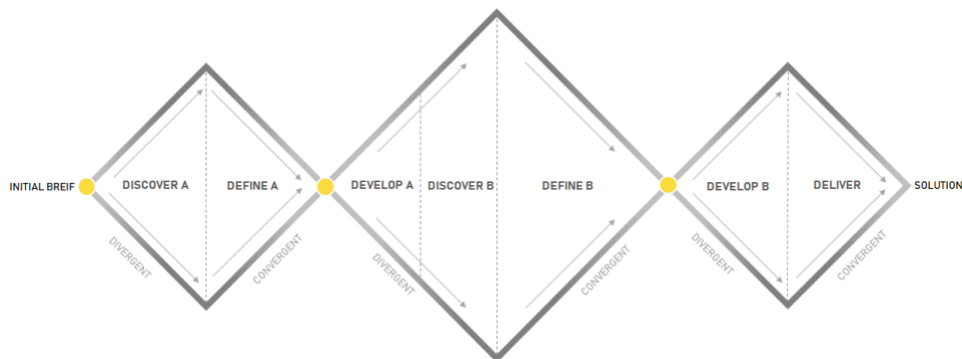 INITIAL BREIF
DISCOVER A
DEFINE A
DEVELOP A
DISCOVER B
DEFINE B
DEVELOP B
DELIVER
SOLUTION
DIVERGENT
CONVERGENT
DIVERGENT
CONVERGENT
DIVERGENT
CONVERGENT